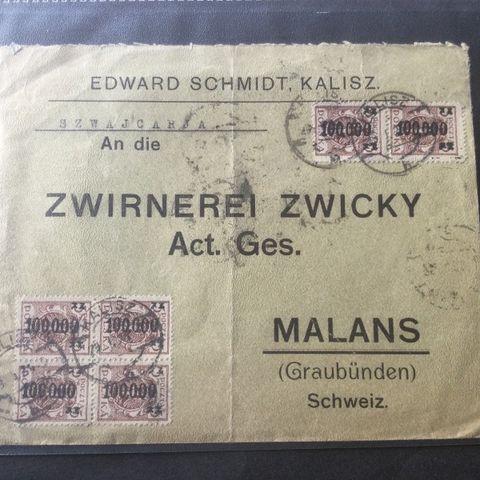 EDWARD SCHMIDT, KALISZ.
SZWAJCARJA
An die
100.000 100.000
ZWIRNEREI ZWICKY
Act. Ges.
100.000 100.000
100.000 100.000
MALANS
(Graubünden)
Schweiz.